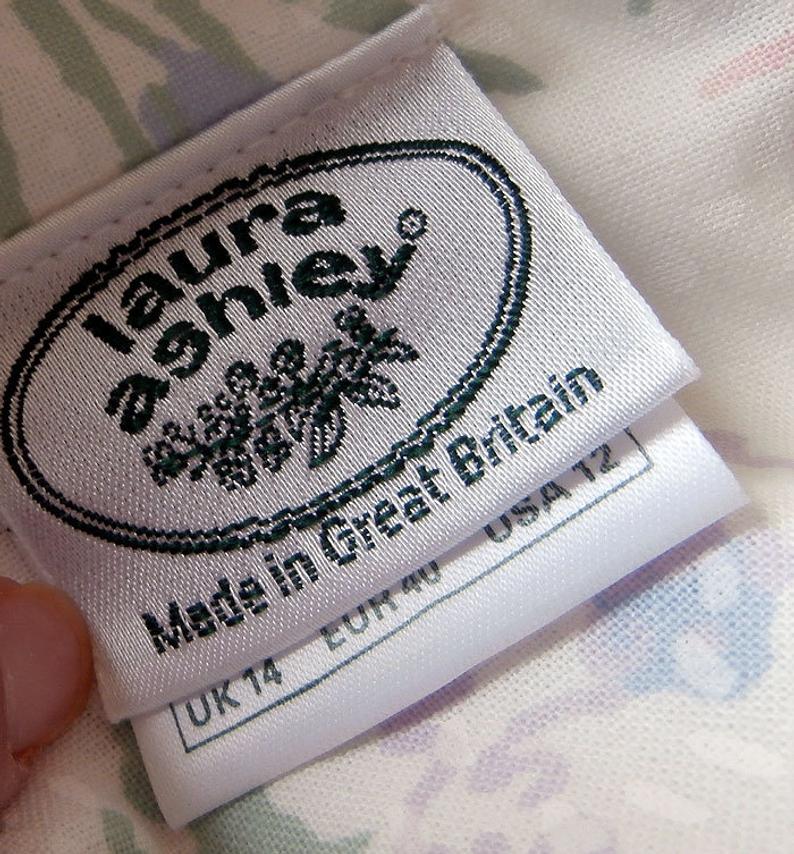 laura
ashley®
Made in Great Britain
UK 14 EUR 40 USA 12